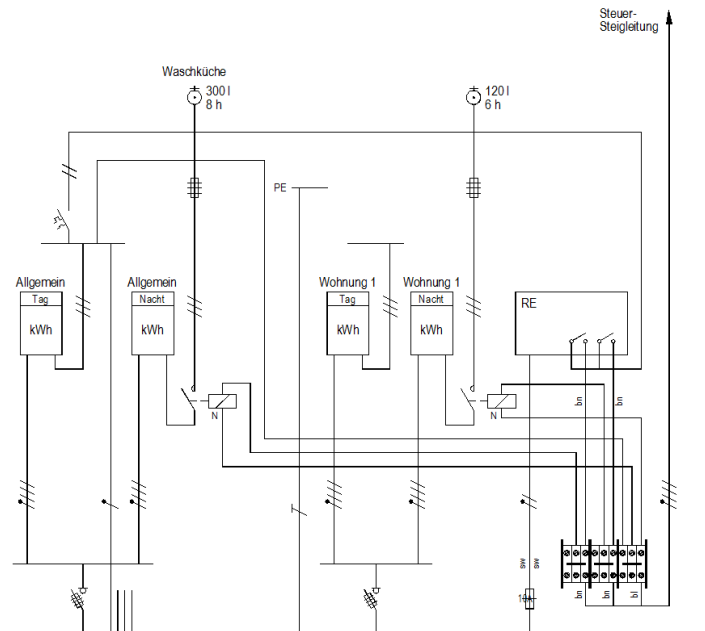 Steuer-
Steigleitung
Waschküche
300 l
8 h
120 l
6 h
PE
Allgemein
Tag
kWh
Allgemein
Nacht
kWh
Wohnung 1
Tag
kWh
Wohnung 1
Nacht
kWh
RE
bn
bn
N
N
sw
sw
10A
bn
bn
bl